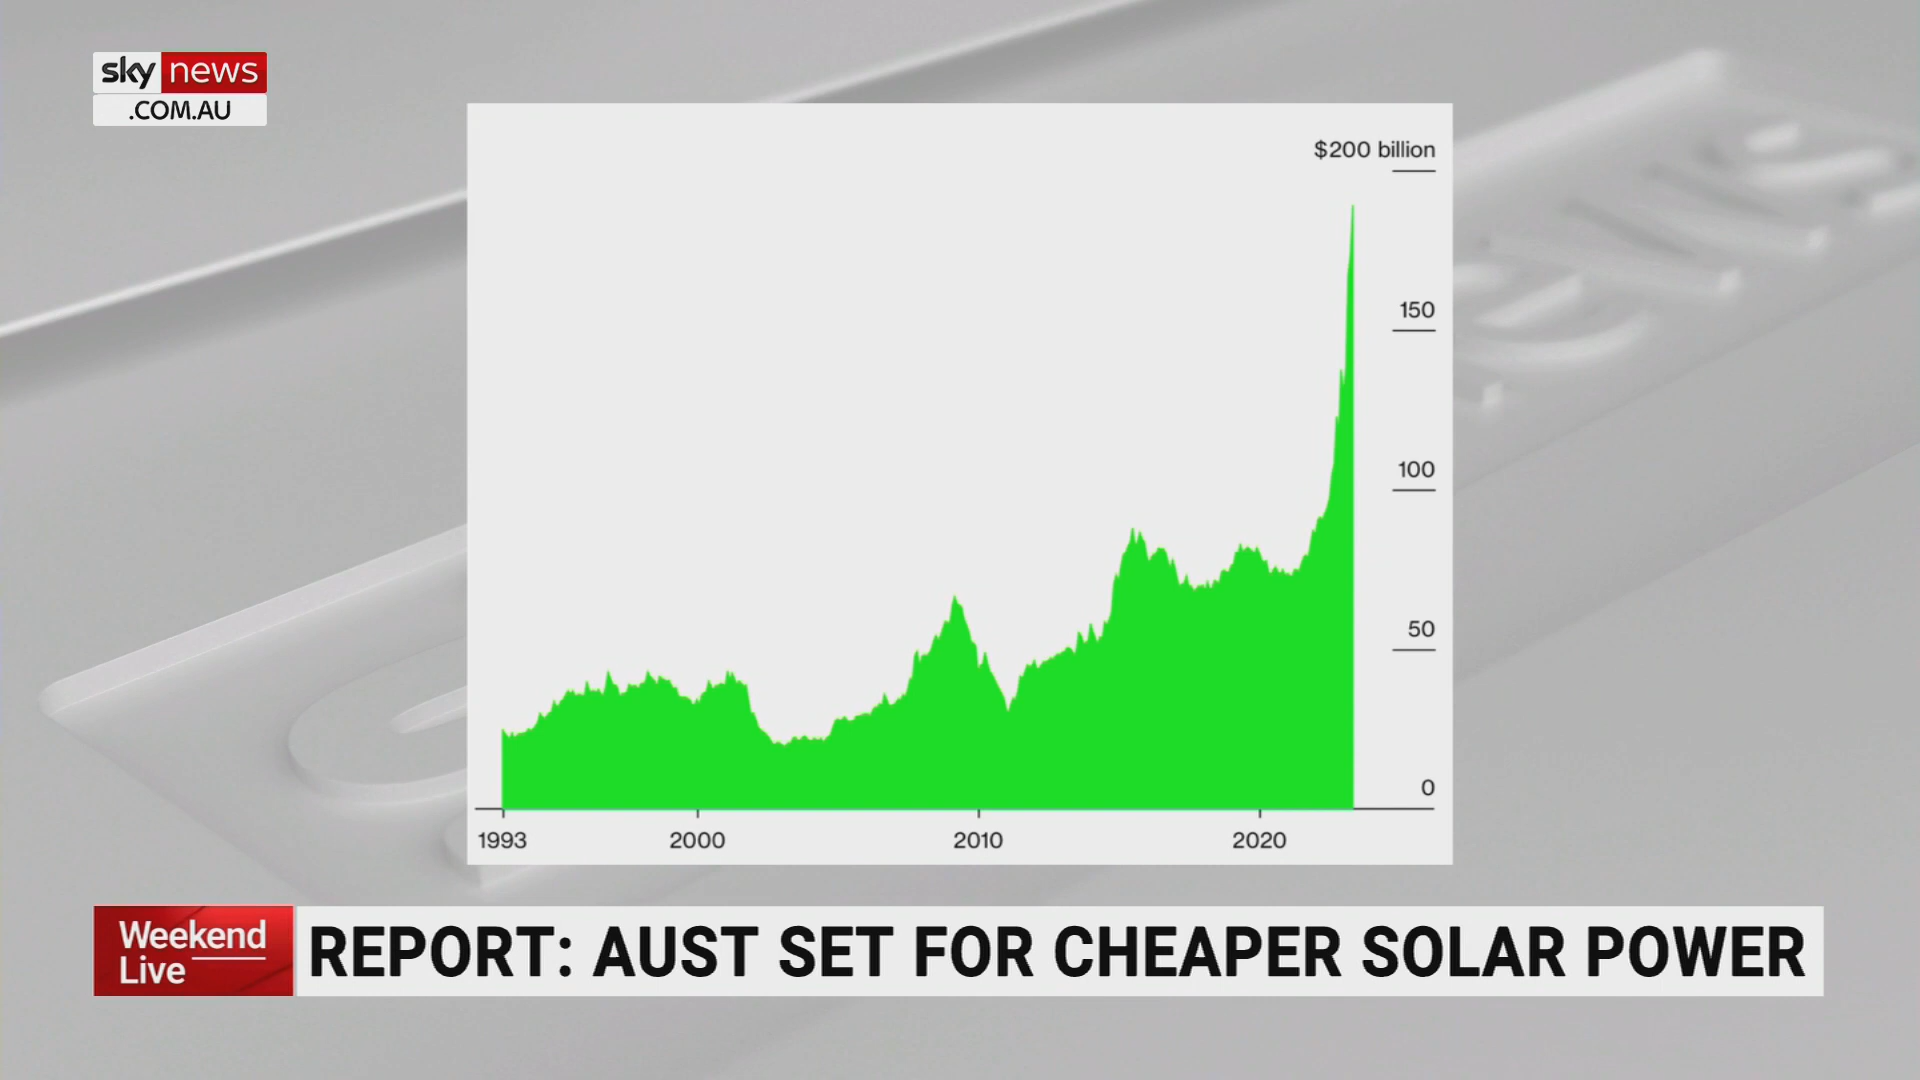 sky news
.COM.AU
$200 billion
150
100
50
0
1993 2000 2010 2020
Weekend
Live
REPORT: AUST SET FOR CHEAPER SOLAR POWER